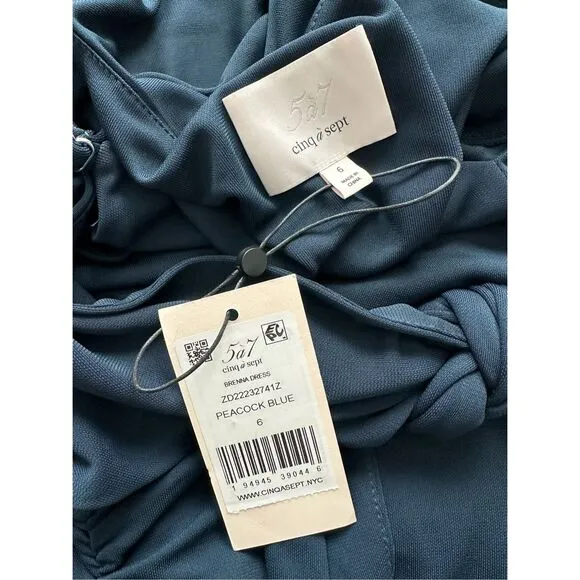 5à7
cinq à sept
6
MADE IN
CHINA
5à7
cinq à sept
BRENNA DRESS
ZD22232741Z
PEACOCK BLUE
6
1 94945 39044 6
WWW.CINQASEPT.NYC